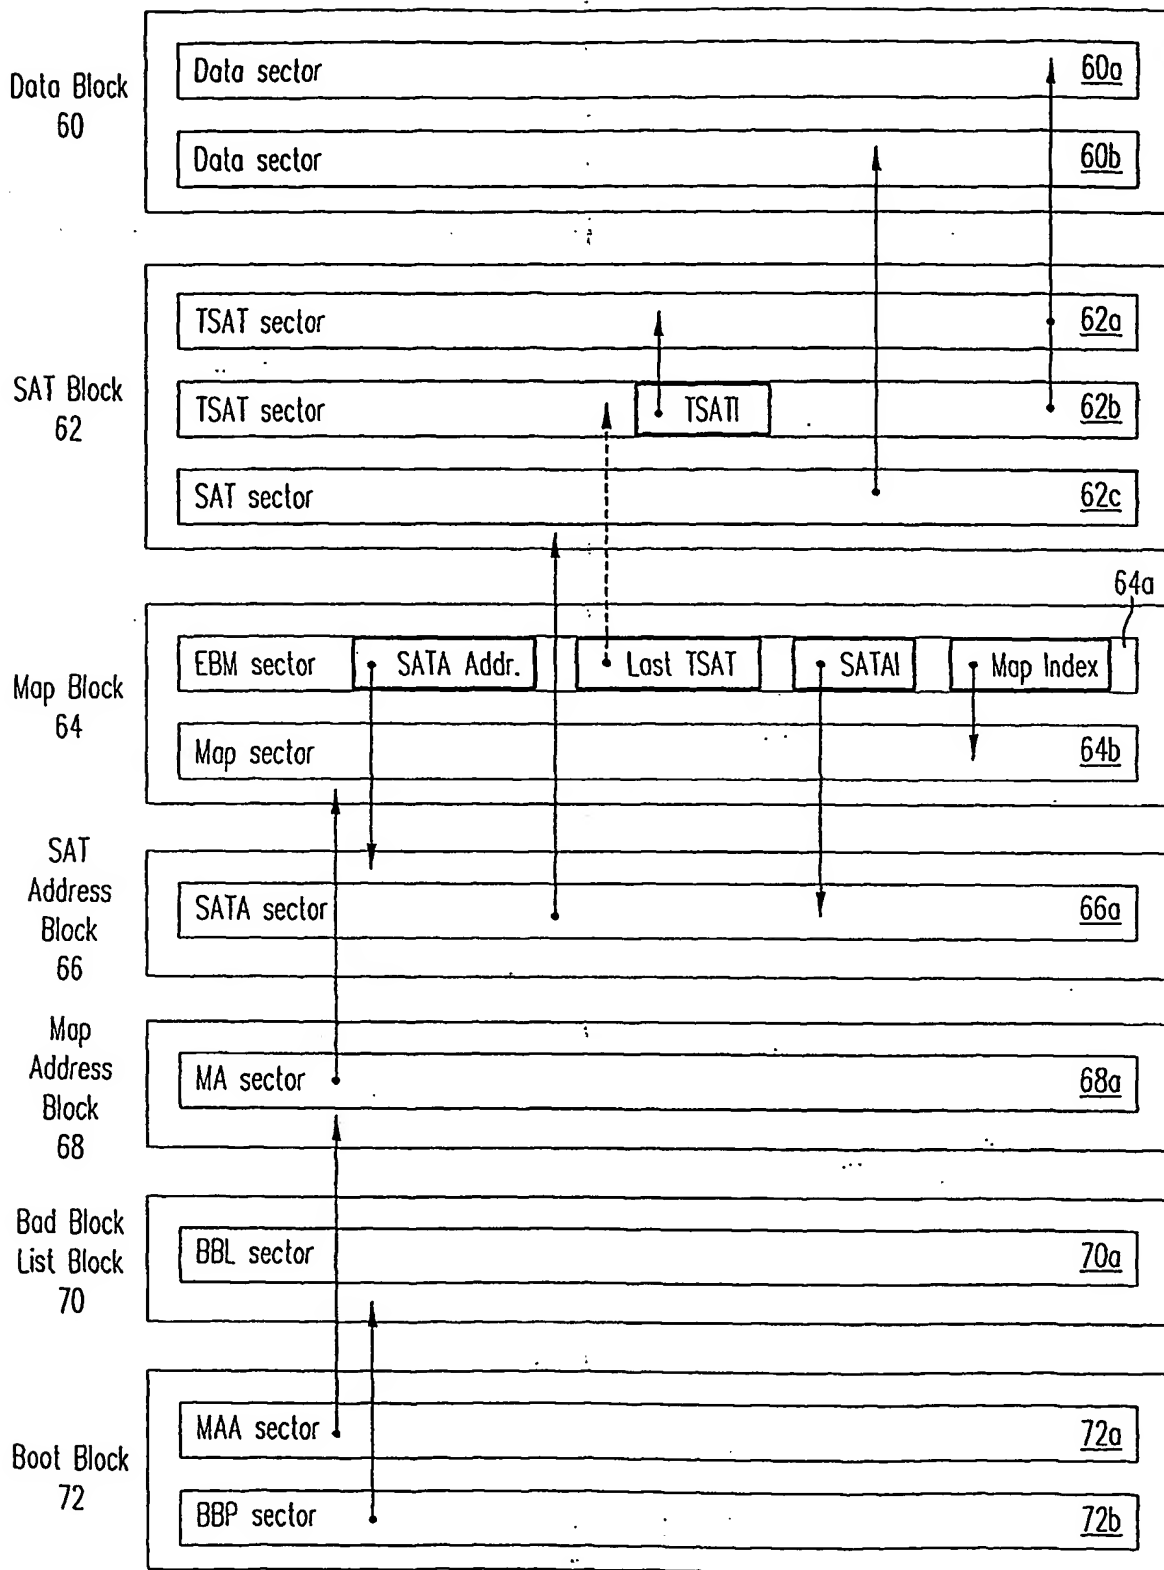 Data Block
60
Data sector 60a
Data sector 60b
SAT Block
62
TSAT sector 62a
TSAT sector TSATI 62b
SAT sector 62c
64a
Map Block
64
EBM sector SATA Addr. Last TSAT SATAI Map Index
Map sector 64b
SAT
Address
Block
66
SATA sector 66a
Map
Address
Block
68
MA sector 68a
Bad Block
List Block
70
BBL sector 70a
Boot Block
72
MAA sector 72a
BBP sector 72b